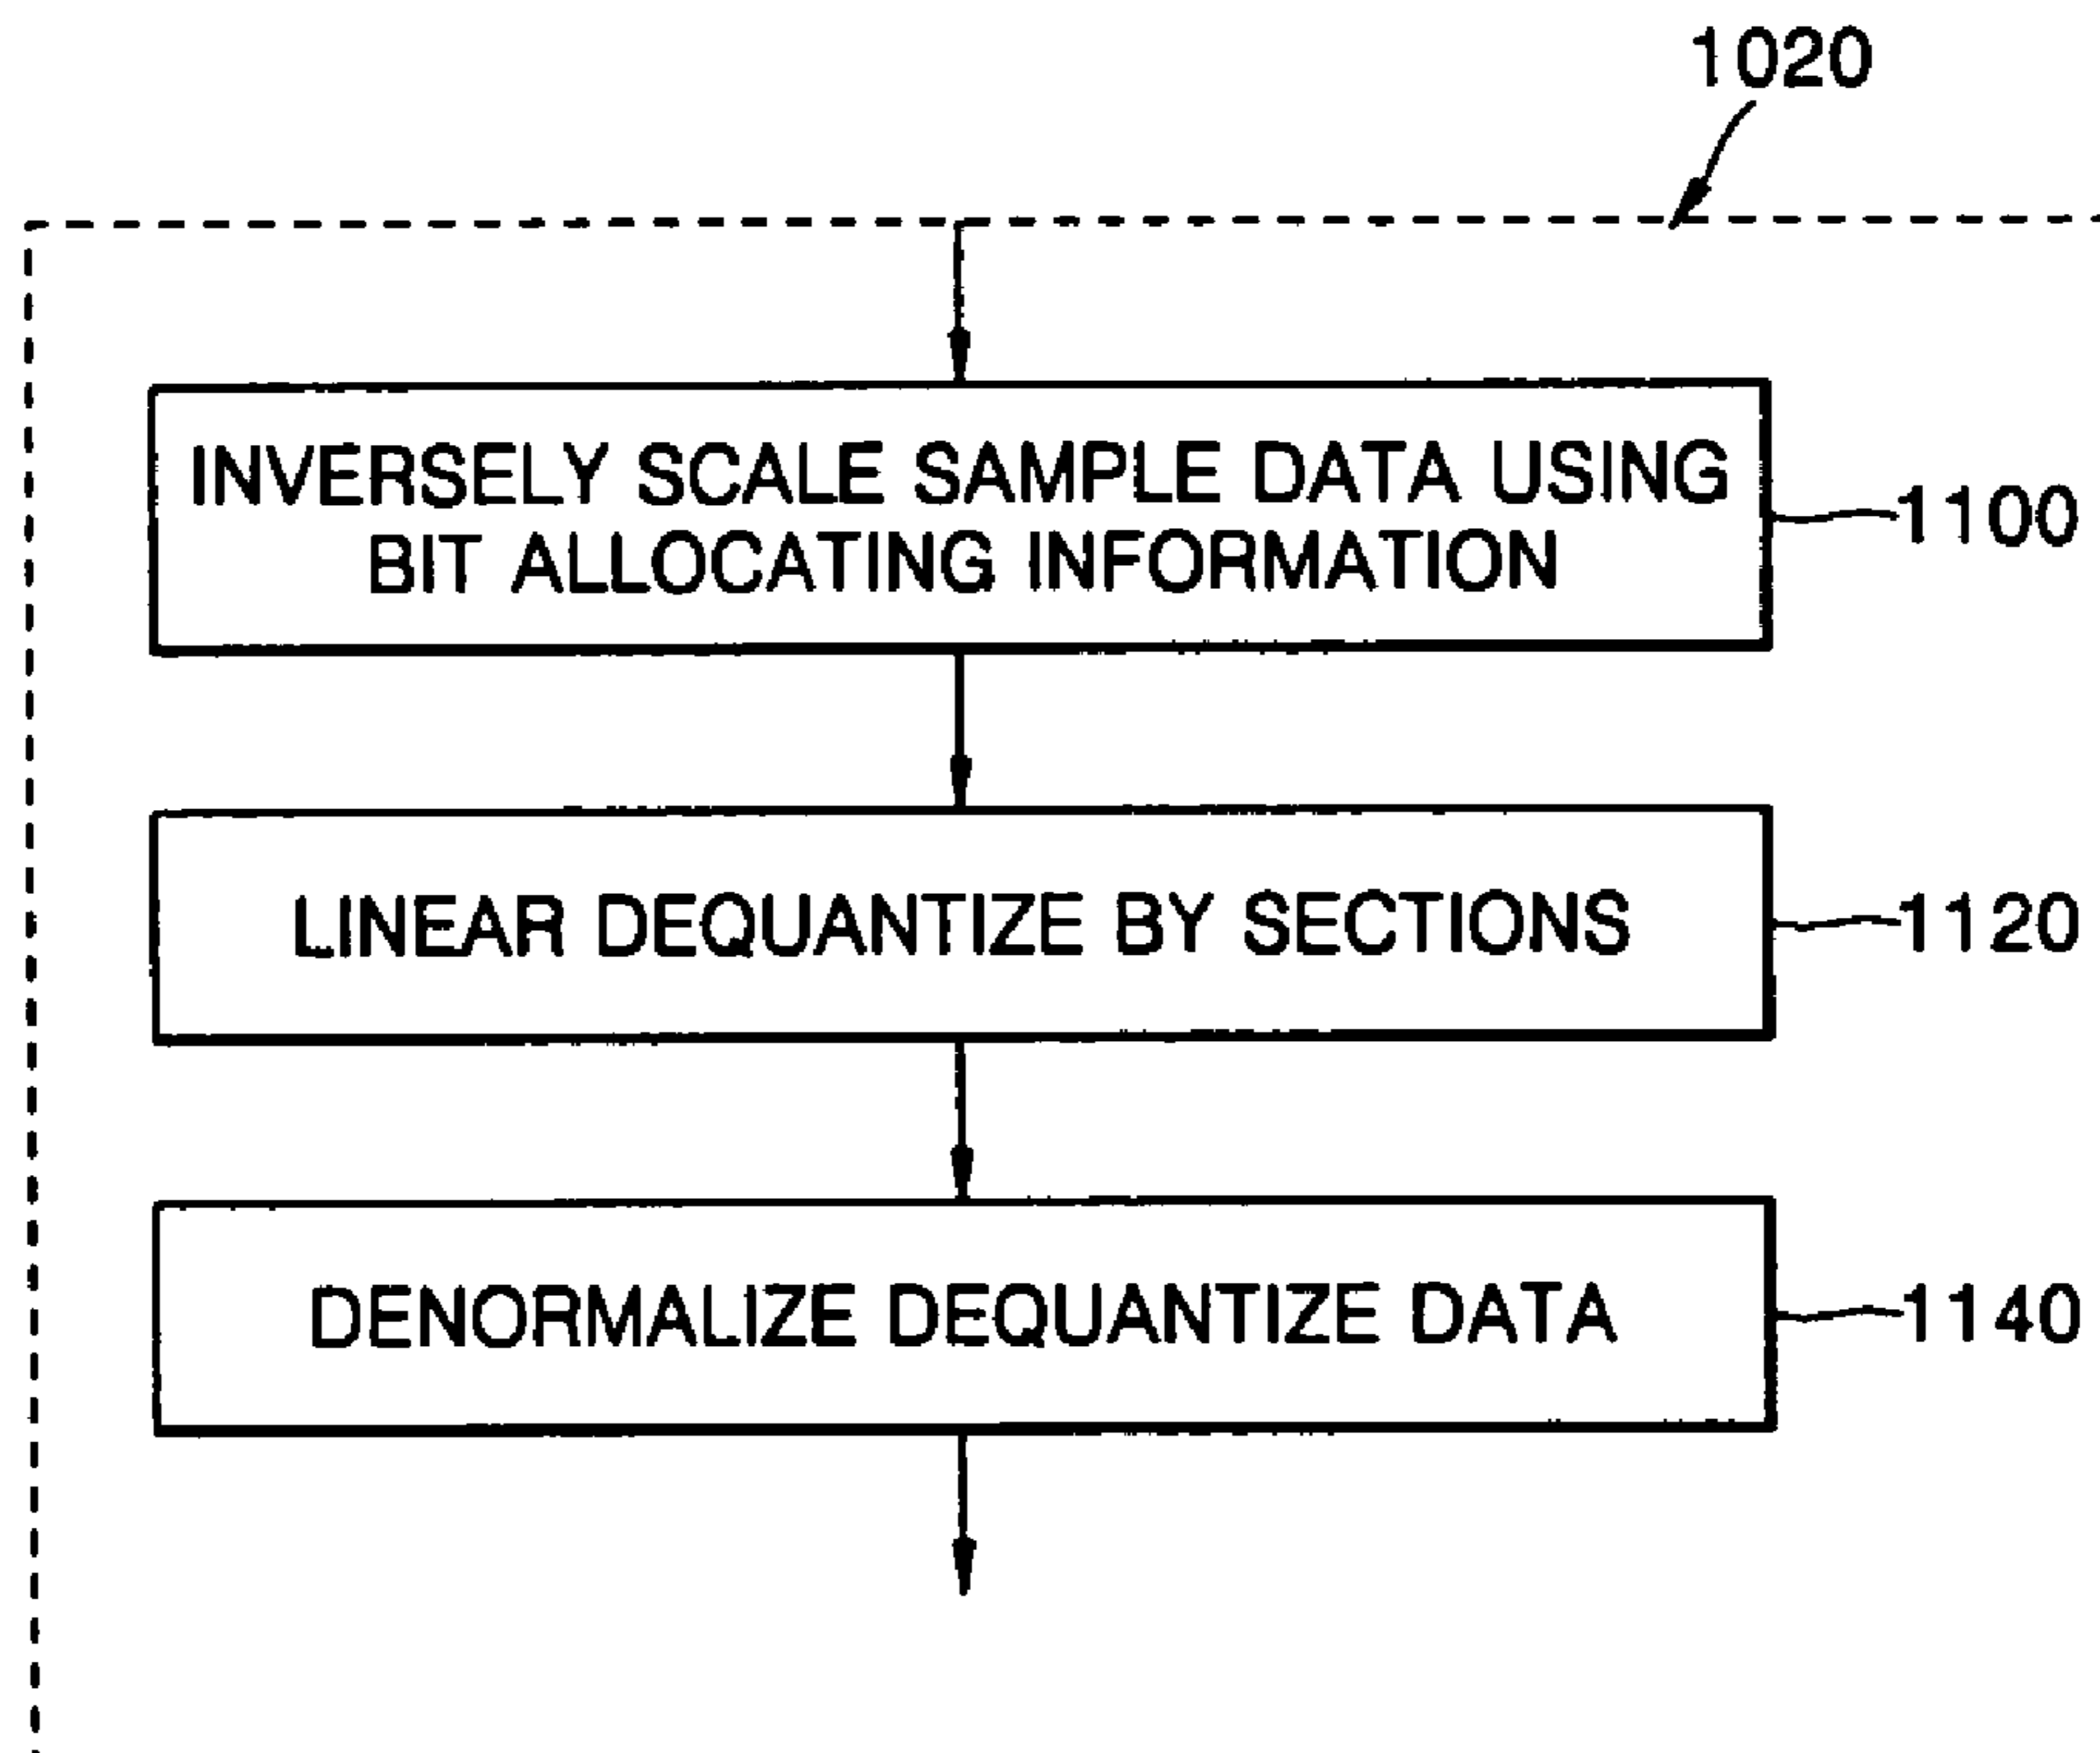 1020
INVERSELY SCALE SAMPLE DATA USING
BIT ALLOCATING INFORMATION
1100
LINEAR DEQUANTIZE BY SECTIONS
1120
DENORMALIZE DEQUANTIZE DATA
1140